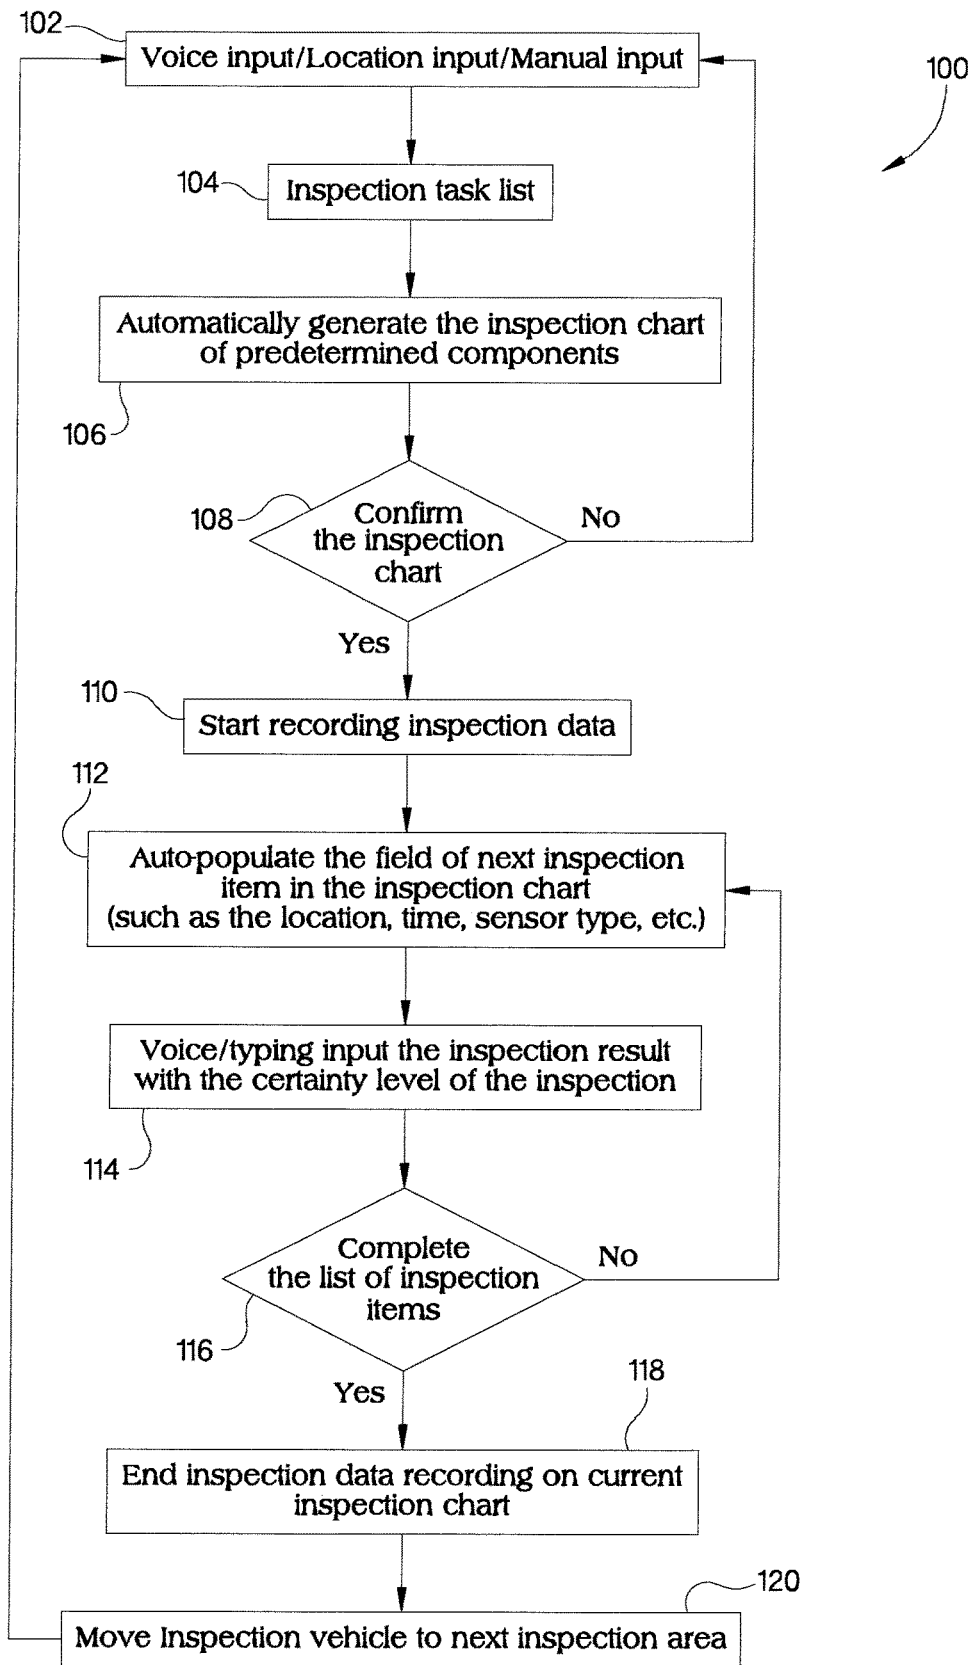 102
Voice input/Location input/Manual input
100
104
Inspection task list
Automatically generate the inspection chart
of predetermined components
106
108
Confirm
the inspection
chart
No
Yes
110
Start recording inspection data
112
Auto-populate the field of next inspection
item in the inspection chart
(such as the location, time, sensor type, etc.)
Voice/typing input the inspection result
with the certainty level of the inspection
114
Complete
the list of inspection
items
No
116
Yes
118
End inspection data recording on current
inspection chart
120
Move Inspection vehicle to next inspection area